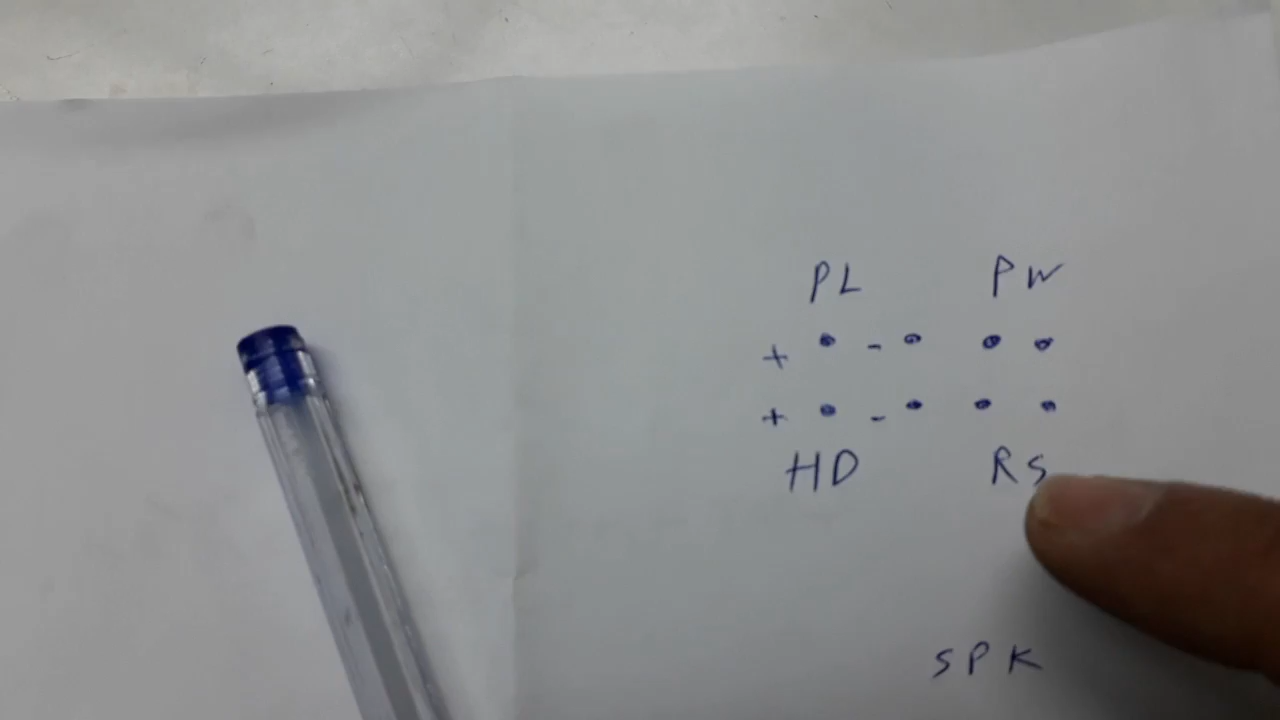 PL PW
+ • - • • •
+ • - • • •
HD RS
SPK